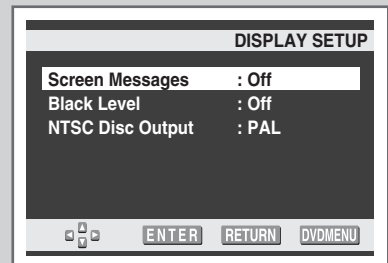 DISPLAY SETUP
Screen Messages : Off
Black Level : Off
NTSC Disc Output : PAL
ENTER RETURN DVDMENU